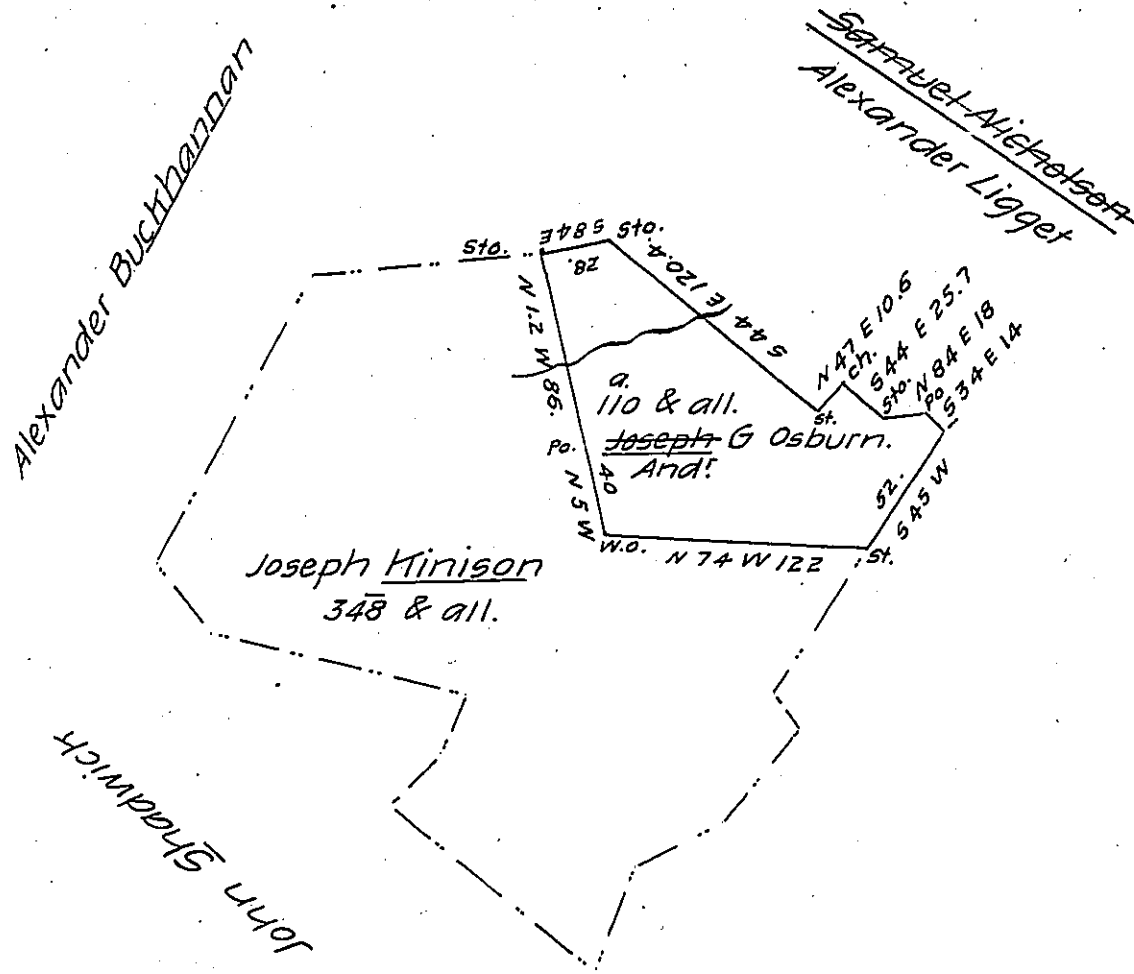 Samuel Nicholson
Alexander Ligget
Alexander Buckhannan
Sto.
S 84 E
28.
Sto.
S 44 E 120.4
N 1.2 W 86.
N 47 E 10.6
ch.
S 44 E 25.7
Sto.
N 84 E 18
Po
S 34 E 14
St.
a.
110 & all.
Joseph G Osburn.
And!
Po.
N 5 W
40
52.
S 45 W
W.O.
N 74 W 122
St.
Joseph Kinison
348 & all.
John Shadwich